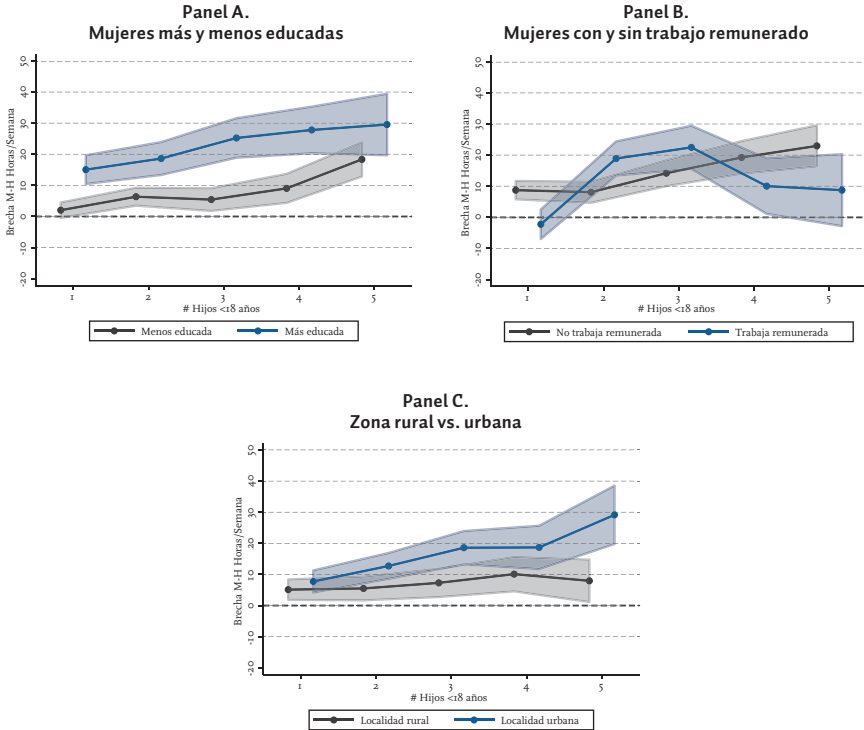 Panel A.
Mujeres más y menos educadas
Brecha M-H Horas/Semana
50
40
30
20
10
0
-10
-20
1 2 3 4 5
# Hijos <18 años
Menos educada Más educada
Panel B.
Mujeres con y sin trabajo remunerado
Brecha M-H Horas/Semana
50
40
30
20
10
0
-10
-20
1 2 3 4 5
# Hijos <18 años
No trabaja remunerada Trabaja remunerada
Panel C.
Zona rural vs. urbana
Brecha M-H Horas/Semana
50
40
30
20
10
0
-10
-20
1 2 3 4 5
# Hijos <18 años
Localidad rural Localidad urbana